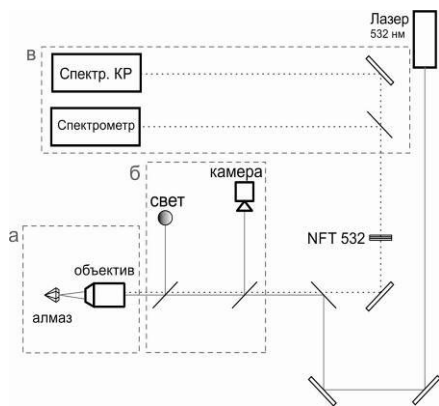 Лазер
532 нм
в
Спектр. КР
Спектрометр
б
камера
свет
NFT 532
а
объектив
алмаз